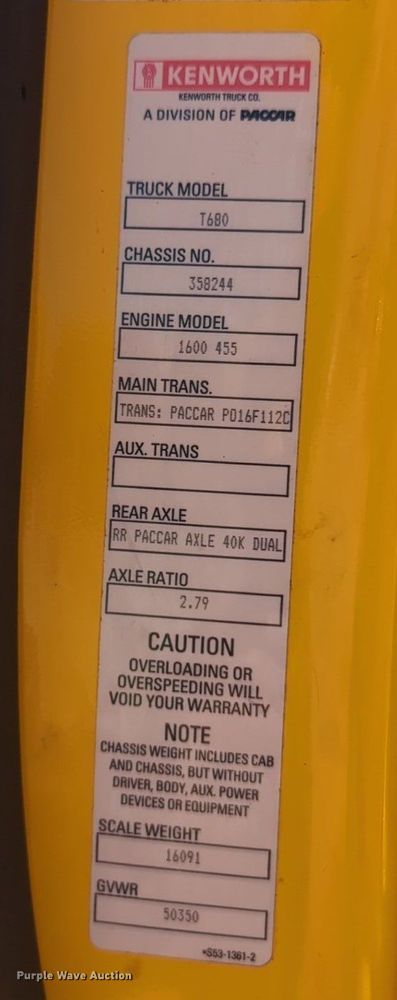 KENWORTH
KENWORTH TRUCK CO.
A DIVISION OF PACCAR
TRUCK MODEL
T680
CHASSIS NO.
358244
ENGINE MODEL
1600 455
MAIN TRANS.
TRANS: PACCAR PO16F112C
AUX. TRANS
REAR AXLE
RR PACCAR AXLE 40K DUAL
AXLE RATIO
2.79
CAUTION
OVERLOADING OR
OVERSPEEDING WILL
VOID YOUR WARRANTY
NOTE
CHASSIS WEIGHT INCLUDES CAB
AND CHASSIS, BUT WITHOUT
DRIVER, BODY, AUX. POWER
DEVICES OR EQUIPMENT
SCALE WEIGHT
16091
GVWR
50350
*S53-1361-2
Purple Wave Auction